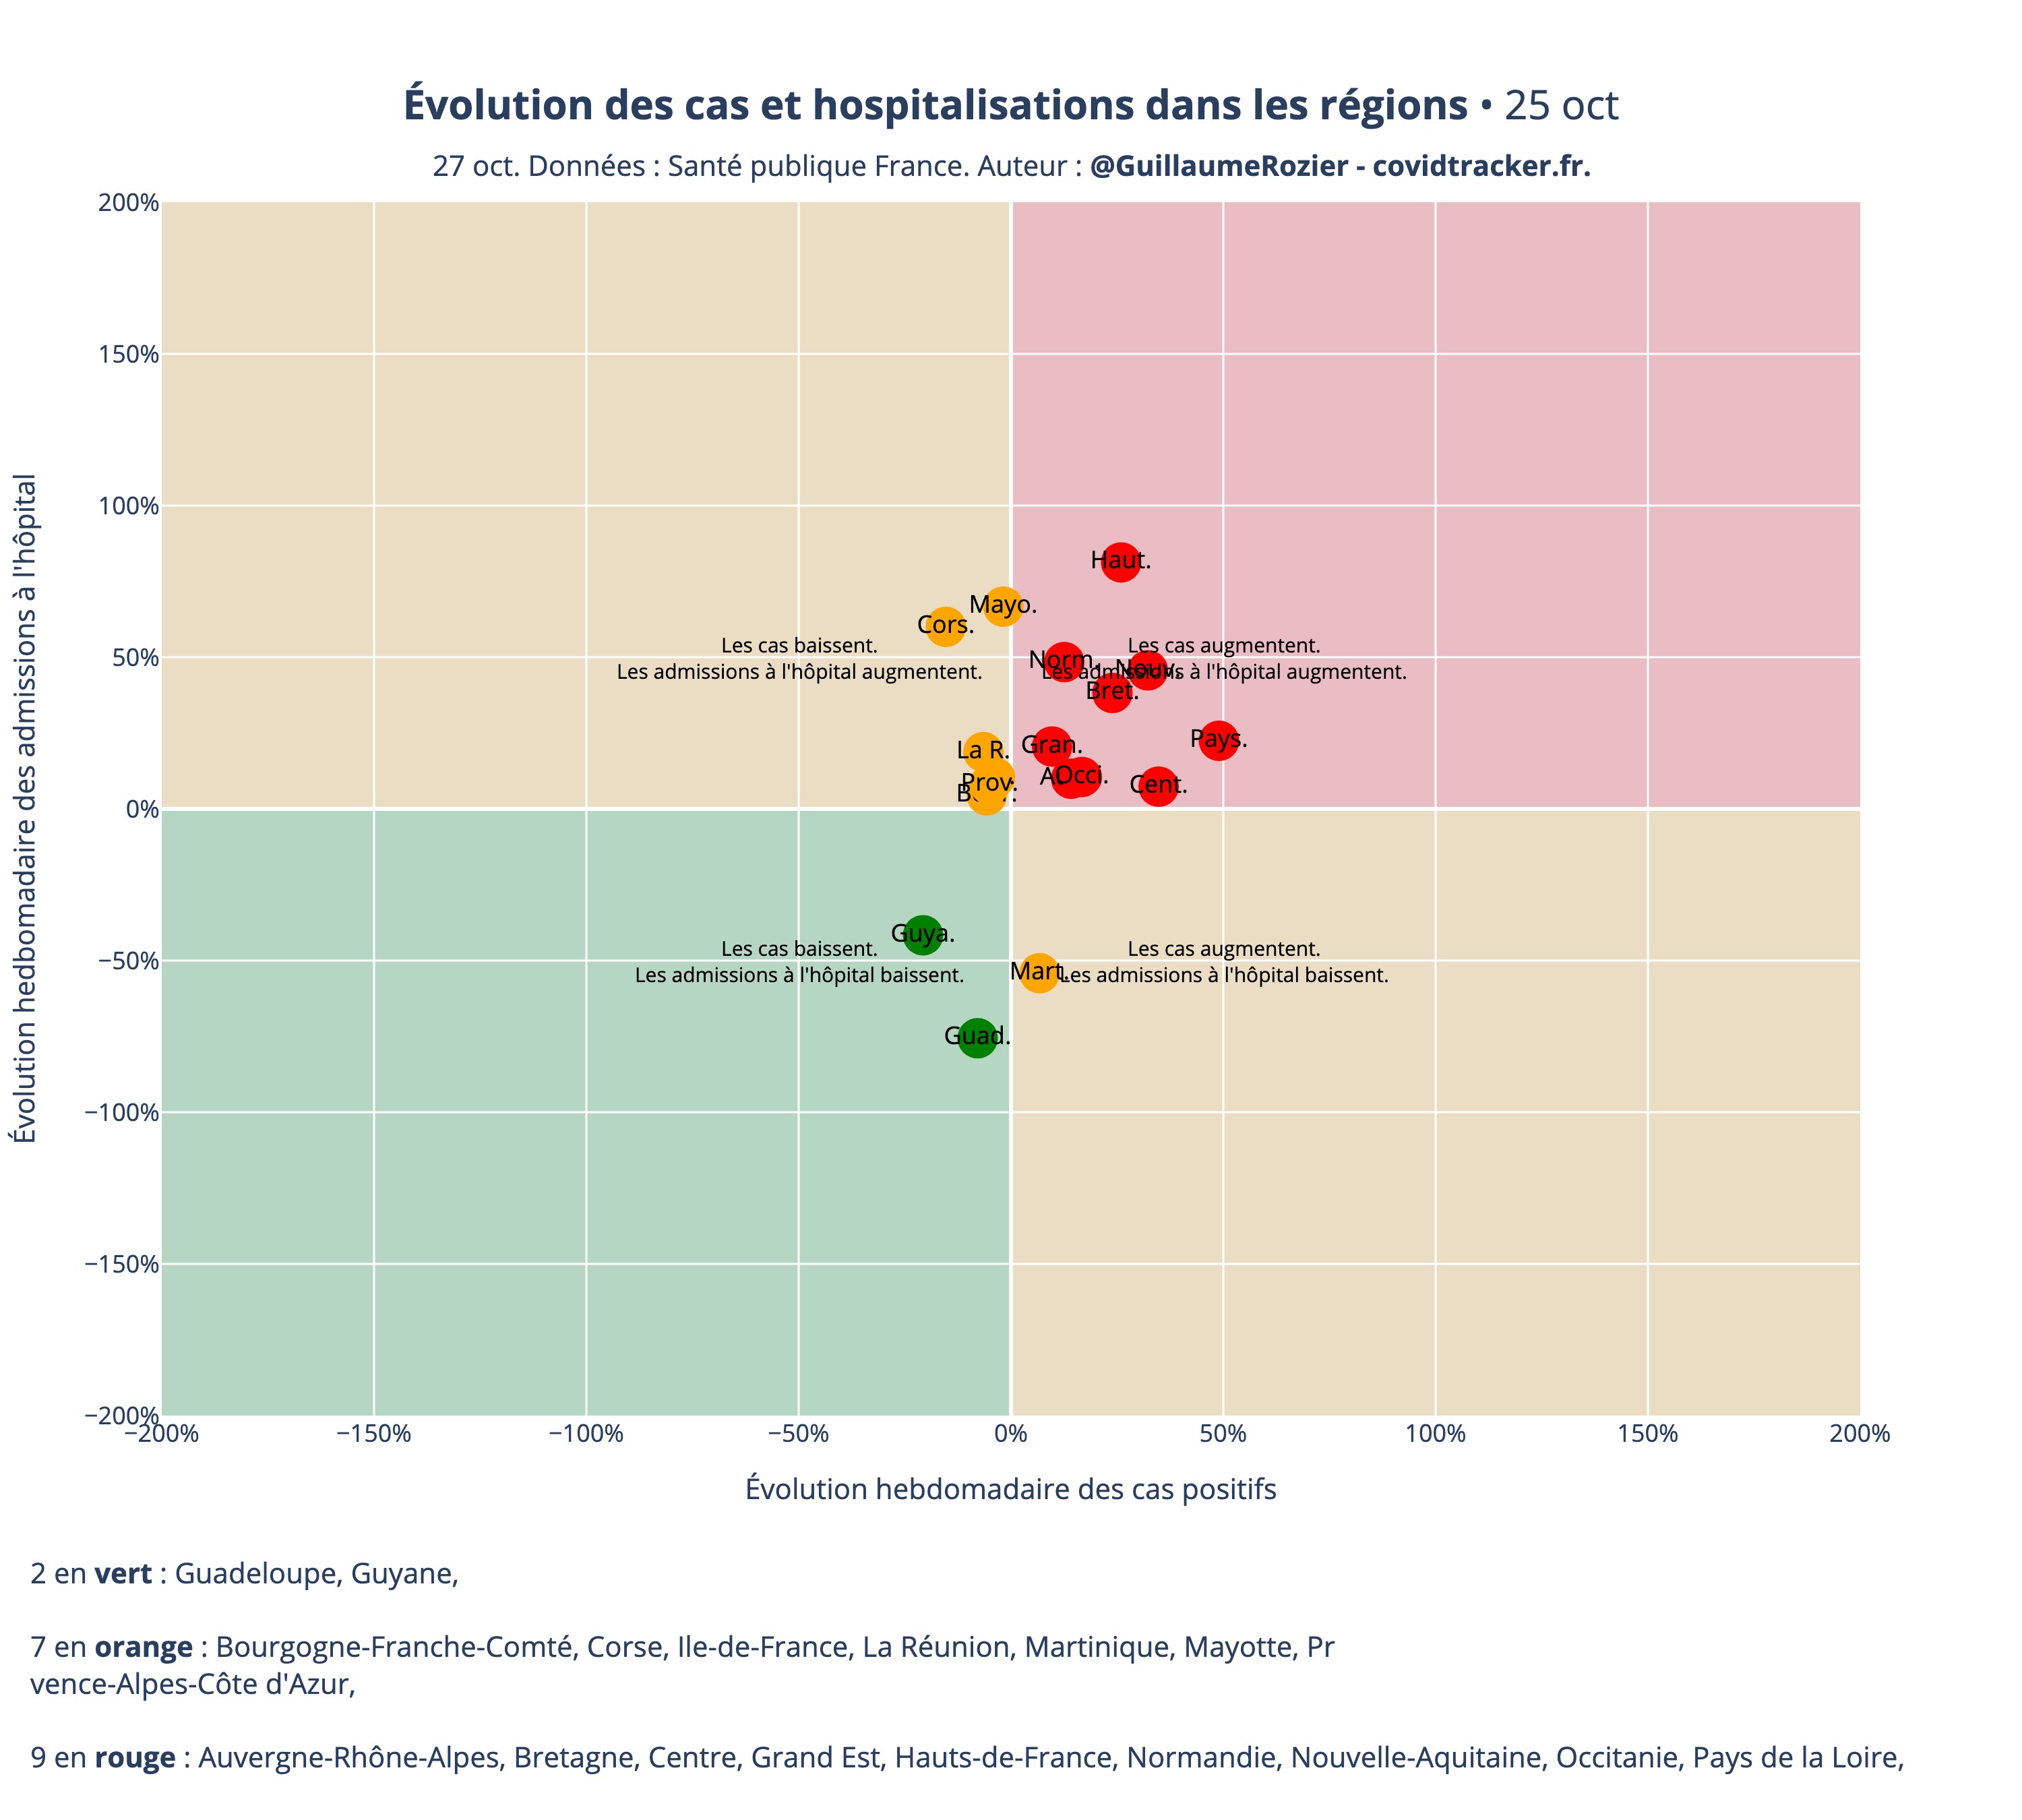 Évolution des cas et hospitalisations dans les régions • 25 oct
27 oct. Données : Santé publique France. Auteur : @GuillaumeRozier - covidtracker.fr.
Évolution hedbomadaire des admissions à l'hôpital
200%
150%
100%
50%
0%
−50%
−100%
−150%
−200%
Haut.
Mayo.
Cors.
Les cas baissent.
Les admissions à l'hôpital augmentent.
Les cas augmentent.
Les admissions à l'hôpital augmentent.
Norm.
Nouv.
Bret.
Pays.
Gran.
La R.
Occi.
Prov.
Cent.
Guya.
Les cas baissent.
Les admissions à l'hôpital baissent.
Les cas augmentent.
Les admissions à l'hôpital baissent.
Mart.
Guad.
−200%
−150%
−100%
−50%
0%
50%
100%
150%
200%
Évolution hebdomadaire des cas positifs
2 en vert : Guadeloupe, Guyane,
7 en orange : Bourgogne-Franche-Comté, Corse, Ile-de-France, La Réunion, Martinique, Mayotte, Pr
vence-Alpes-Côte d'Azur,
9 en rouge : Auvergne-Rhône-Alpes, Bretagne, Centre, Grand Est, Hauts-de-France, Normandie, Nouvelle-Aquitaine, Occitanie, Pays de la Loire,